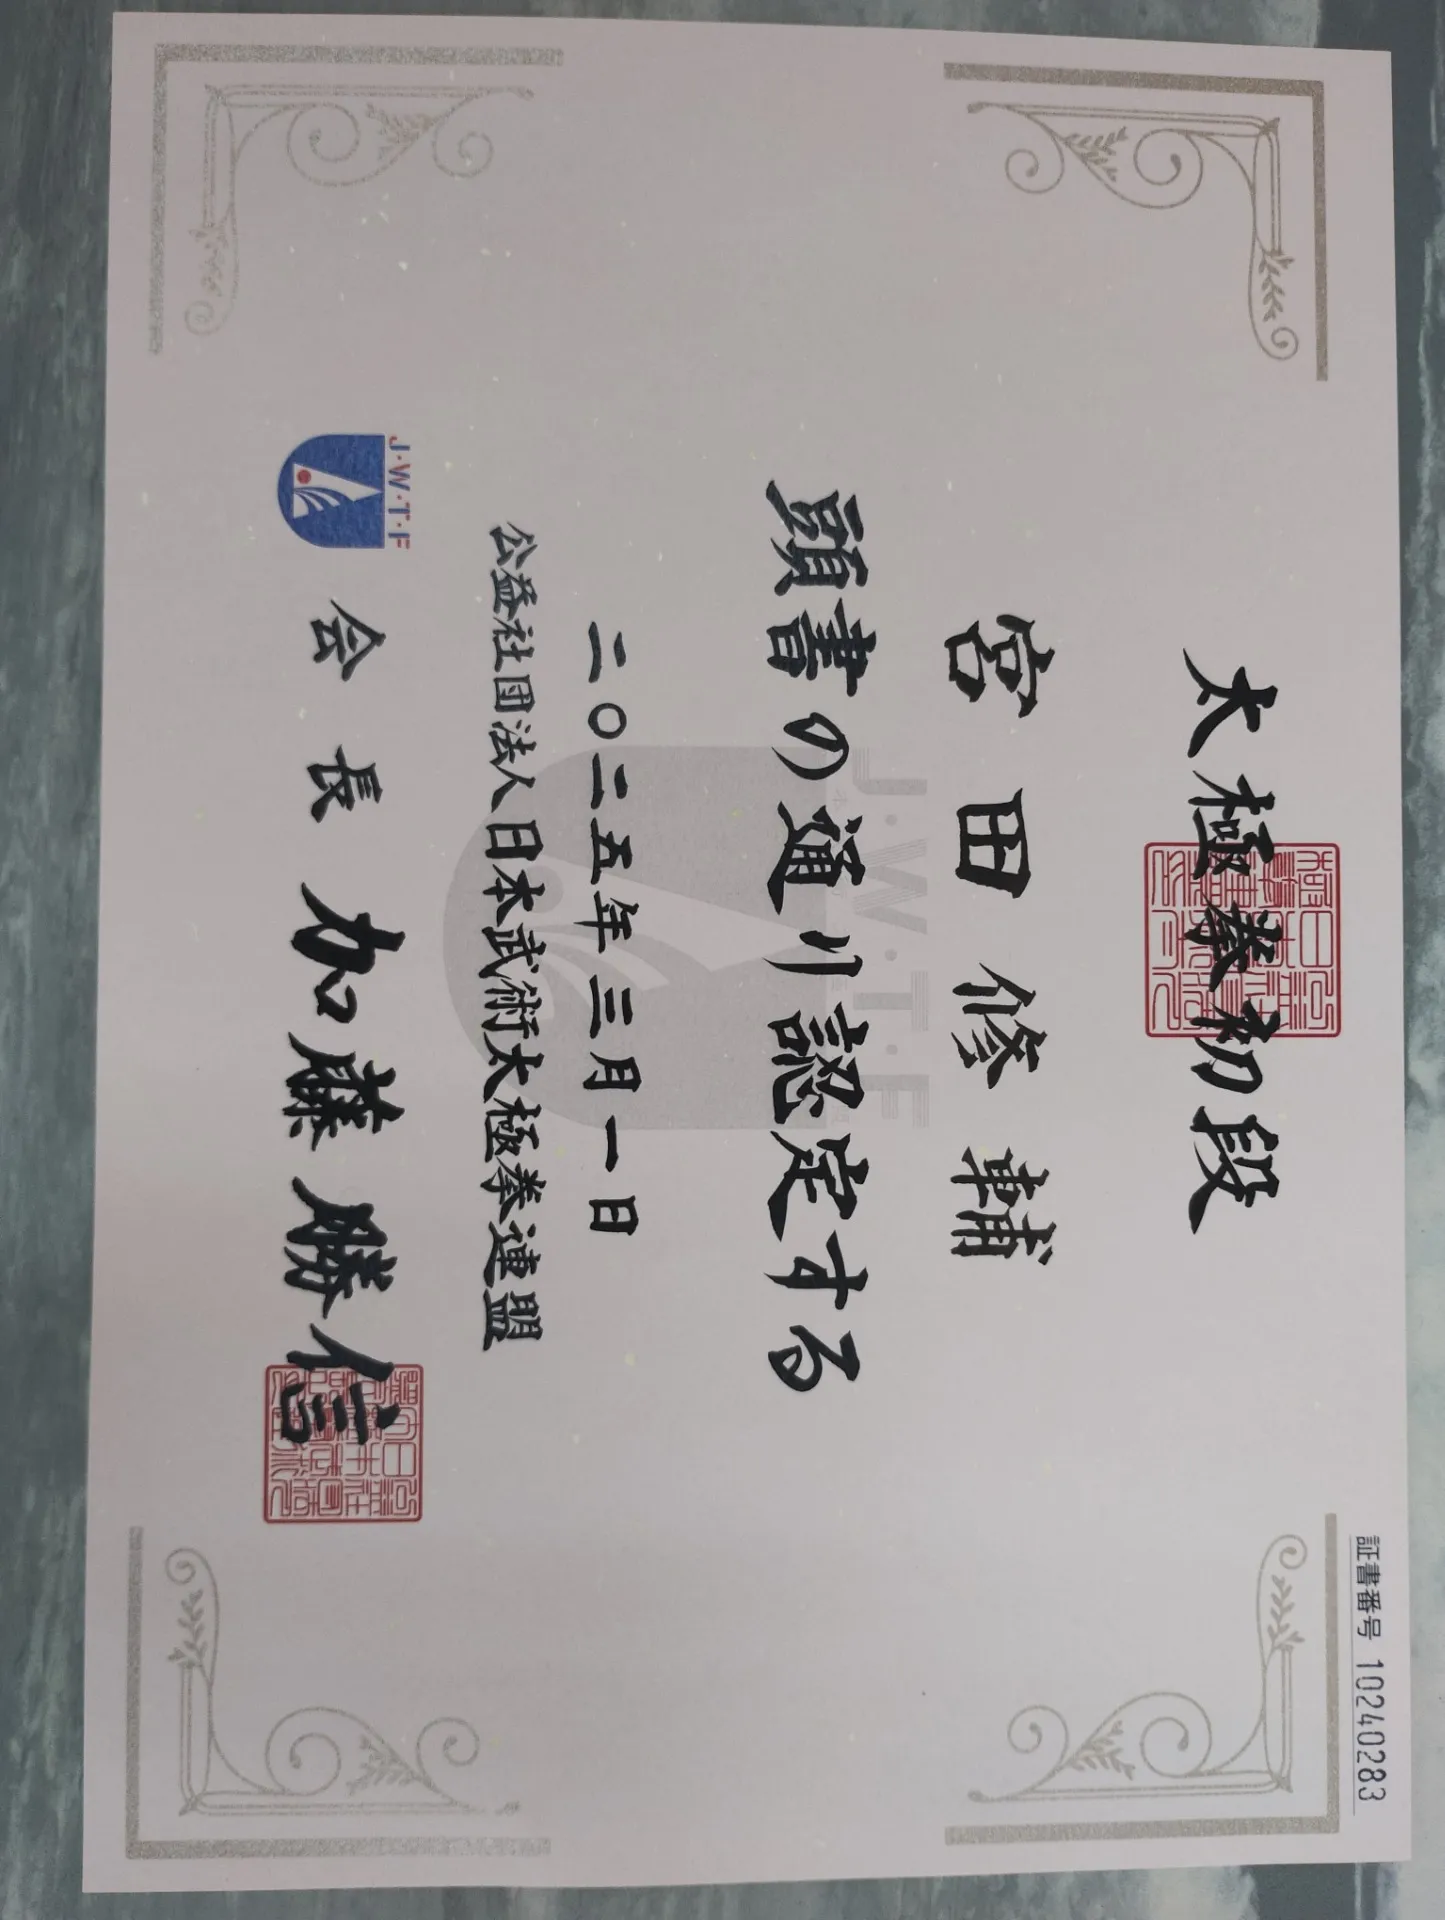 証書番号 10240283
太極拳初段
宮田修輔
頭書の通り認定する
二〇二五年三月一日
公益社団法人日本武術太極拳連盟
会長 加藤勝信
J・W・T・F
J・W・T・F